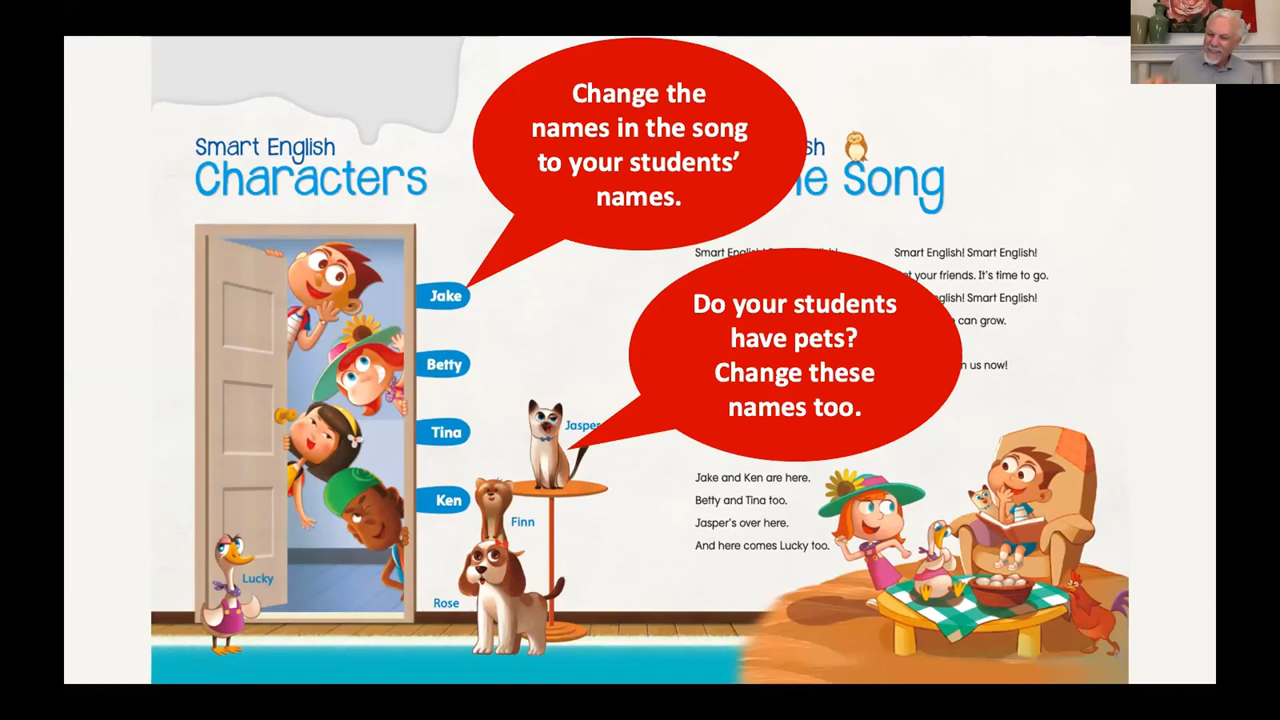 Change the
names in the song
to your students'
names.
Smart English
Characters
Song
Do your students
have pets?
Change these
names too.
Jake
Betty
Tina
Ken
Jasper
Finn
Lucky
Rose
Smart English! Smart English!
your friends. It's time to go.
Smart English!
can grow.
us now!
Jake and Ken are here.
Betty and Tina too.
Jasper's over here.
And here comes Lucky too.